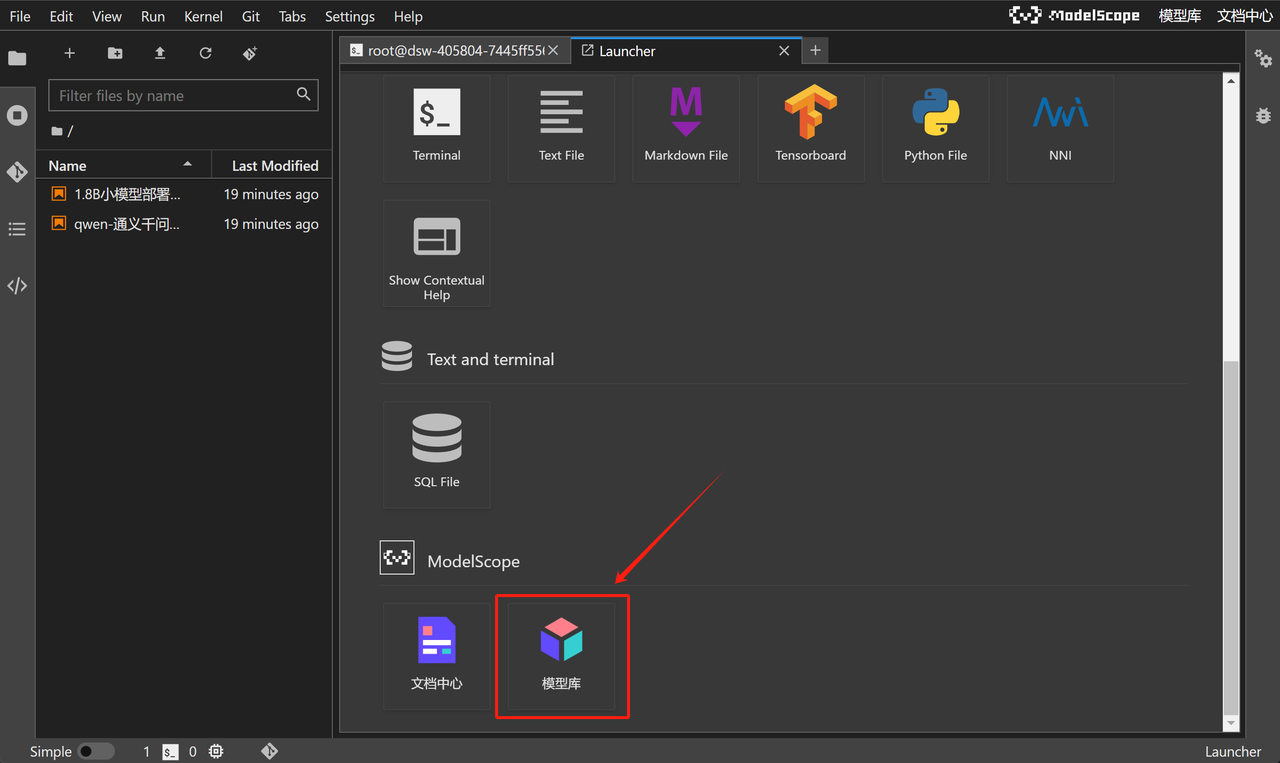 File Edit View Run Kernel Git Tabs Settings Help
ModelScope 模型库 文档中心
root@dsw-405804-7445ff55
Launcher
Filter files by name
/
Name Last Modified
1.8B小模型部署... 19 minutes ago
qwen-通义千问... 19 minutes ago
$_
Terminal
Text File
Markdown File
Tensorboard
Python File
NNI
Show Contextual
Help
Text and terminal
SQL File
ModelScope
文档中心
模型库
Simple 1 $_ 0
Launcher